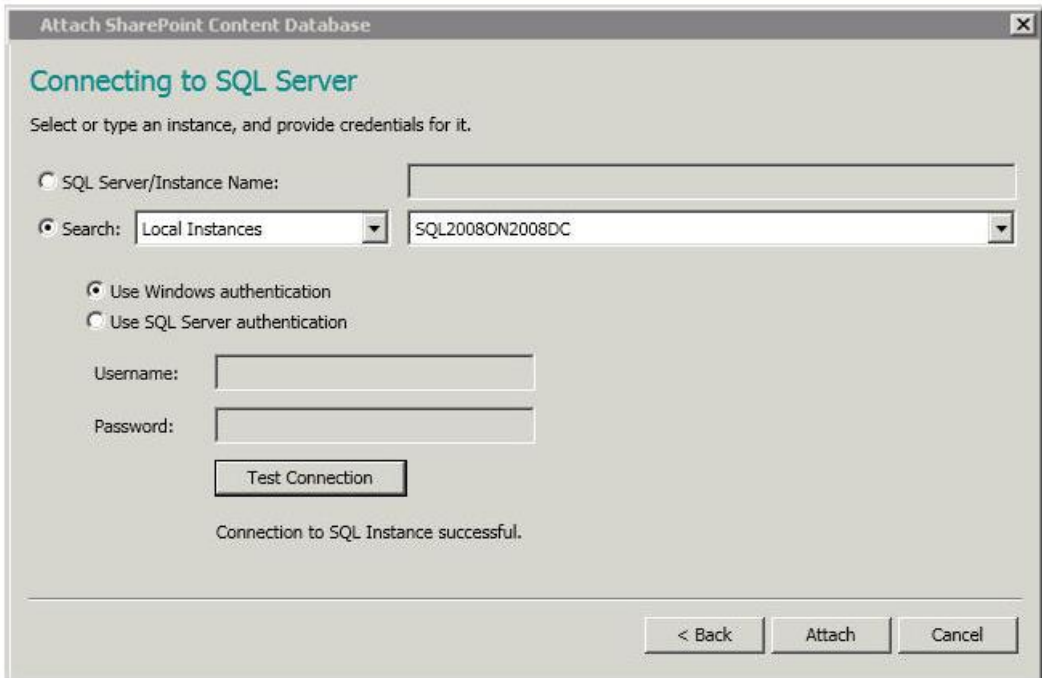 Attach SharePoint Content Database
Connecting to SQL Server
Select or type an instance, and provide credentials for it.
SQL Server/Instance Name:
Search: Local Instances SQL2008ON2008DC
Use Windows authentication
Use SQL Server authentication
Username:
Password:
Test Connection
Connection to SQL Instance successful.
< Back Attach Cancel